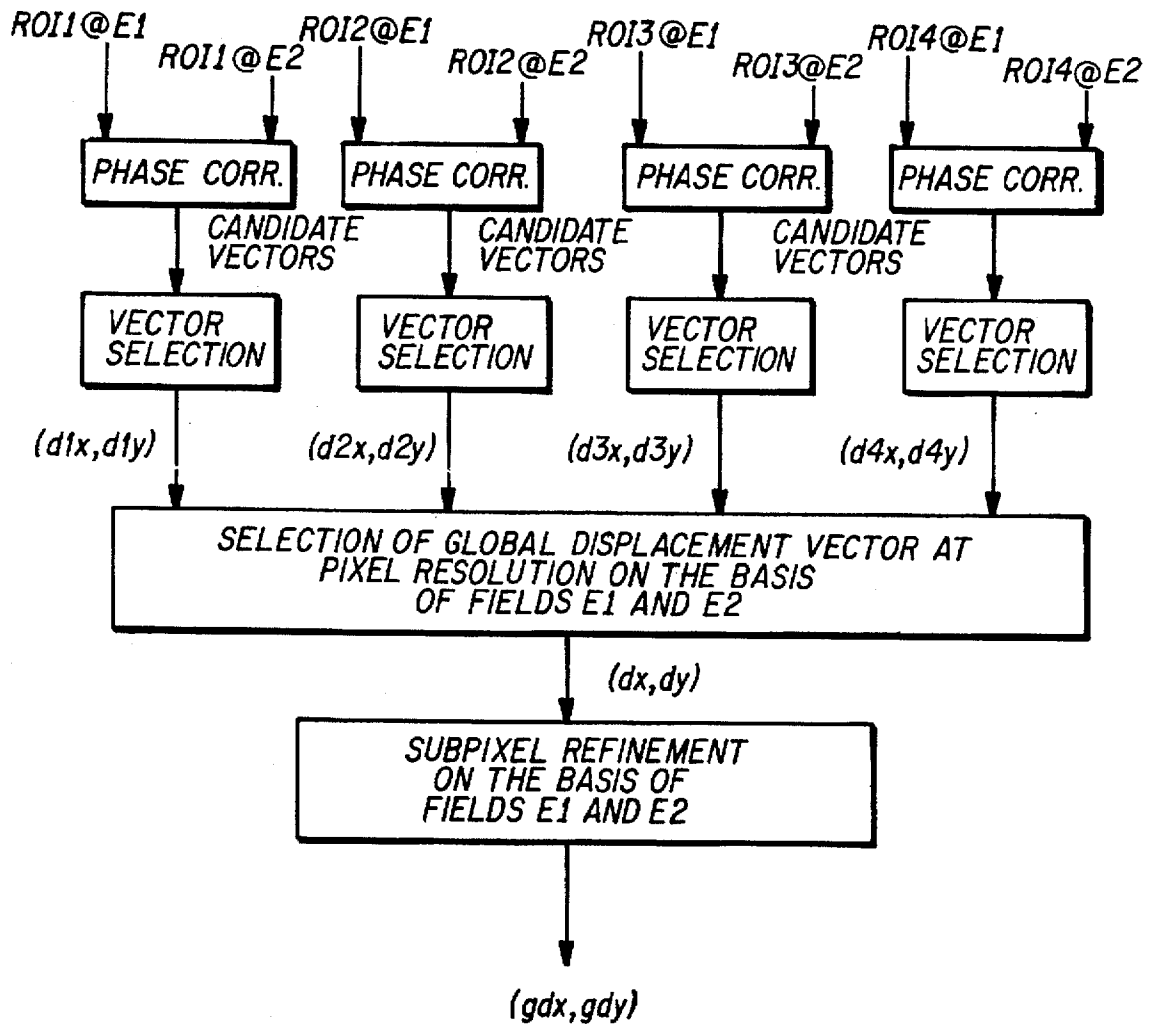 ROI1@E1
ROI1@E2
ROI2@E1
ROI2@E2
ROI3@E1
ROI3@E2
ROI4@E1
ROI4@E2
PHASE CORR.
PHASE CORR.
PHASE CORR.
PHASE CORR.
CANDIDATE
VECTORS
CANDIDATE
VECTORS
CANDIDATE
VECTORS
VECTOR
SELECTION
VECTOR
SELECTION
VECTOR
SELECTION
VECTOR
SELECTION
(d1x,d1y)
(d2x,d2y)
(d3x,d3y)
(d4x,d4y)
SELECTION OF GLOBAL DISPLACEMENT VECTOR AT
PIXEL RESOLUTION ON THE BASIS
OF FIELDS E1 AND E2
(dx,dy)
SUBPIXEL REFINEMENT
ON THE BASIS OF
FIELDS E1 AND E2
(gdx,gdy)